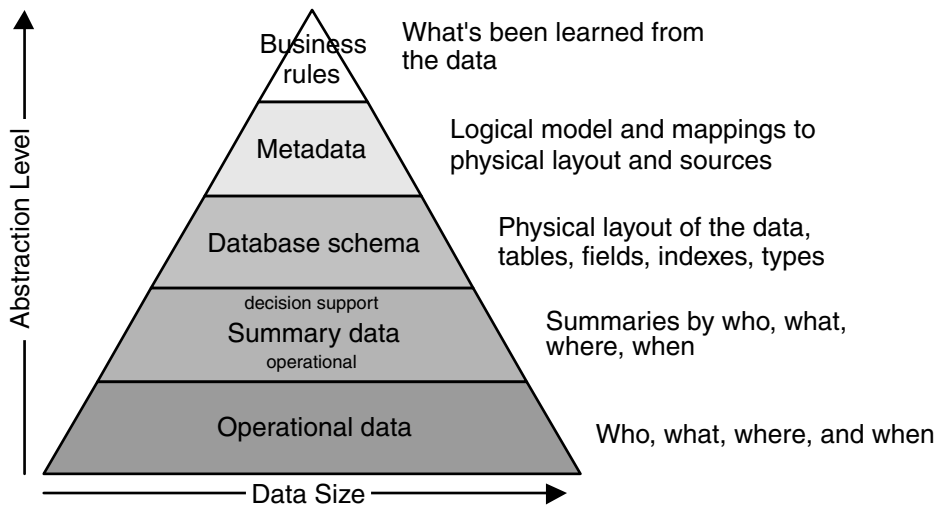 Business
rules
What's been learned from
the data
Metadata
Logical model and mappings to
physical layout and sources
Database schema
Physical layout of the data,
tables, fields, indexes, types
decision support
Summary data
operational
Summaries by who, what,
where, when
Operational data
Who, what, where, and when
Abstraction Level
Data Size